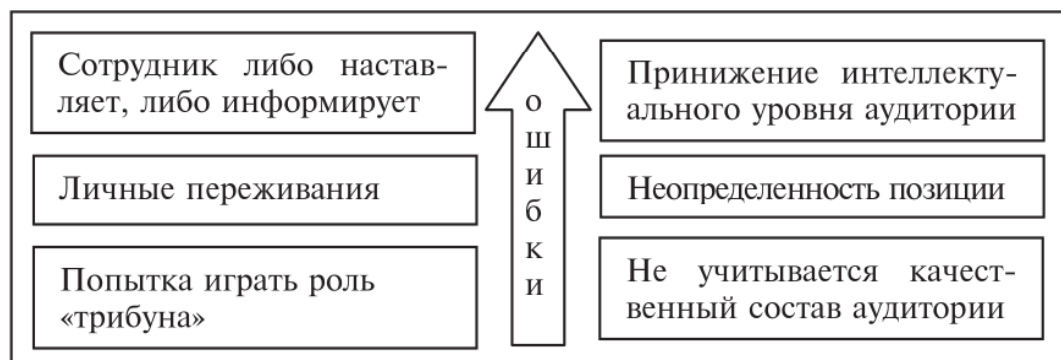 Сотрудник либо настав-
ляет, либо информирует
Личные переживания
Попытка играть роль
«трибуна»
ошибки
Принижение интеллекту-
ального уровня аудитории
Неопределенность позиции
Не учитывается качест-
венный состав аудитории